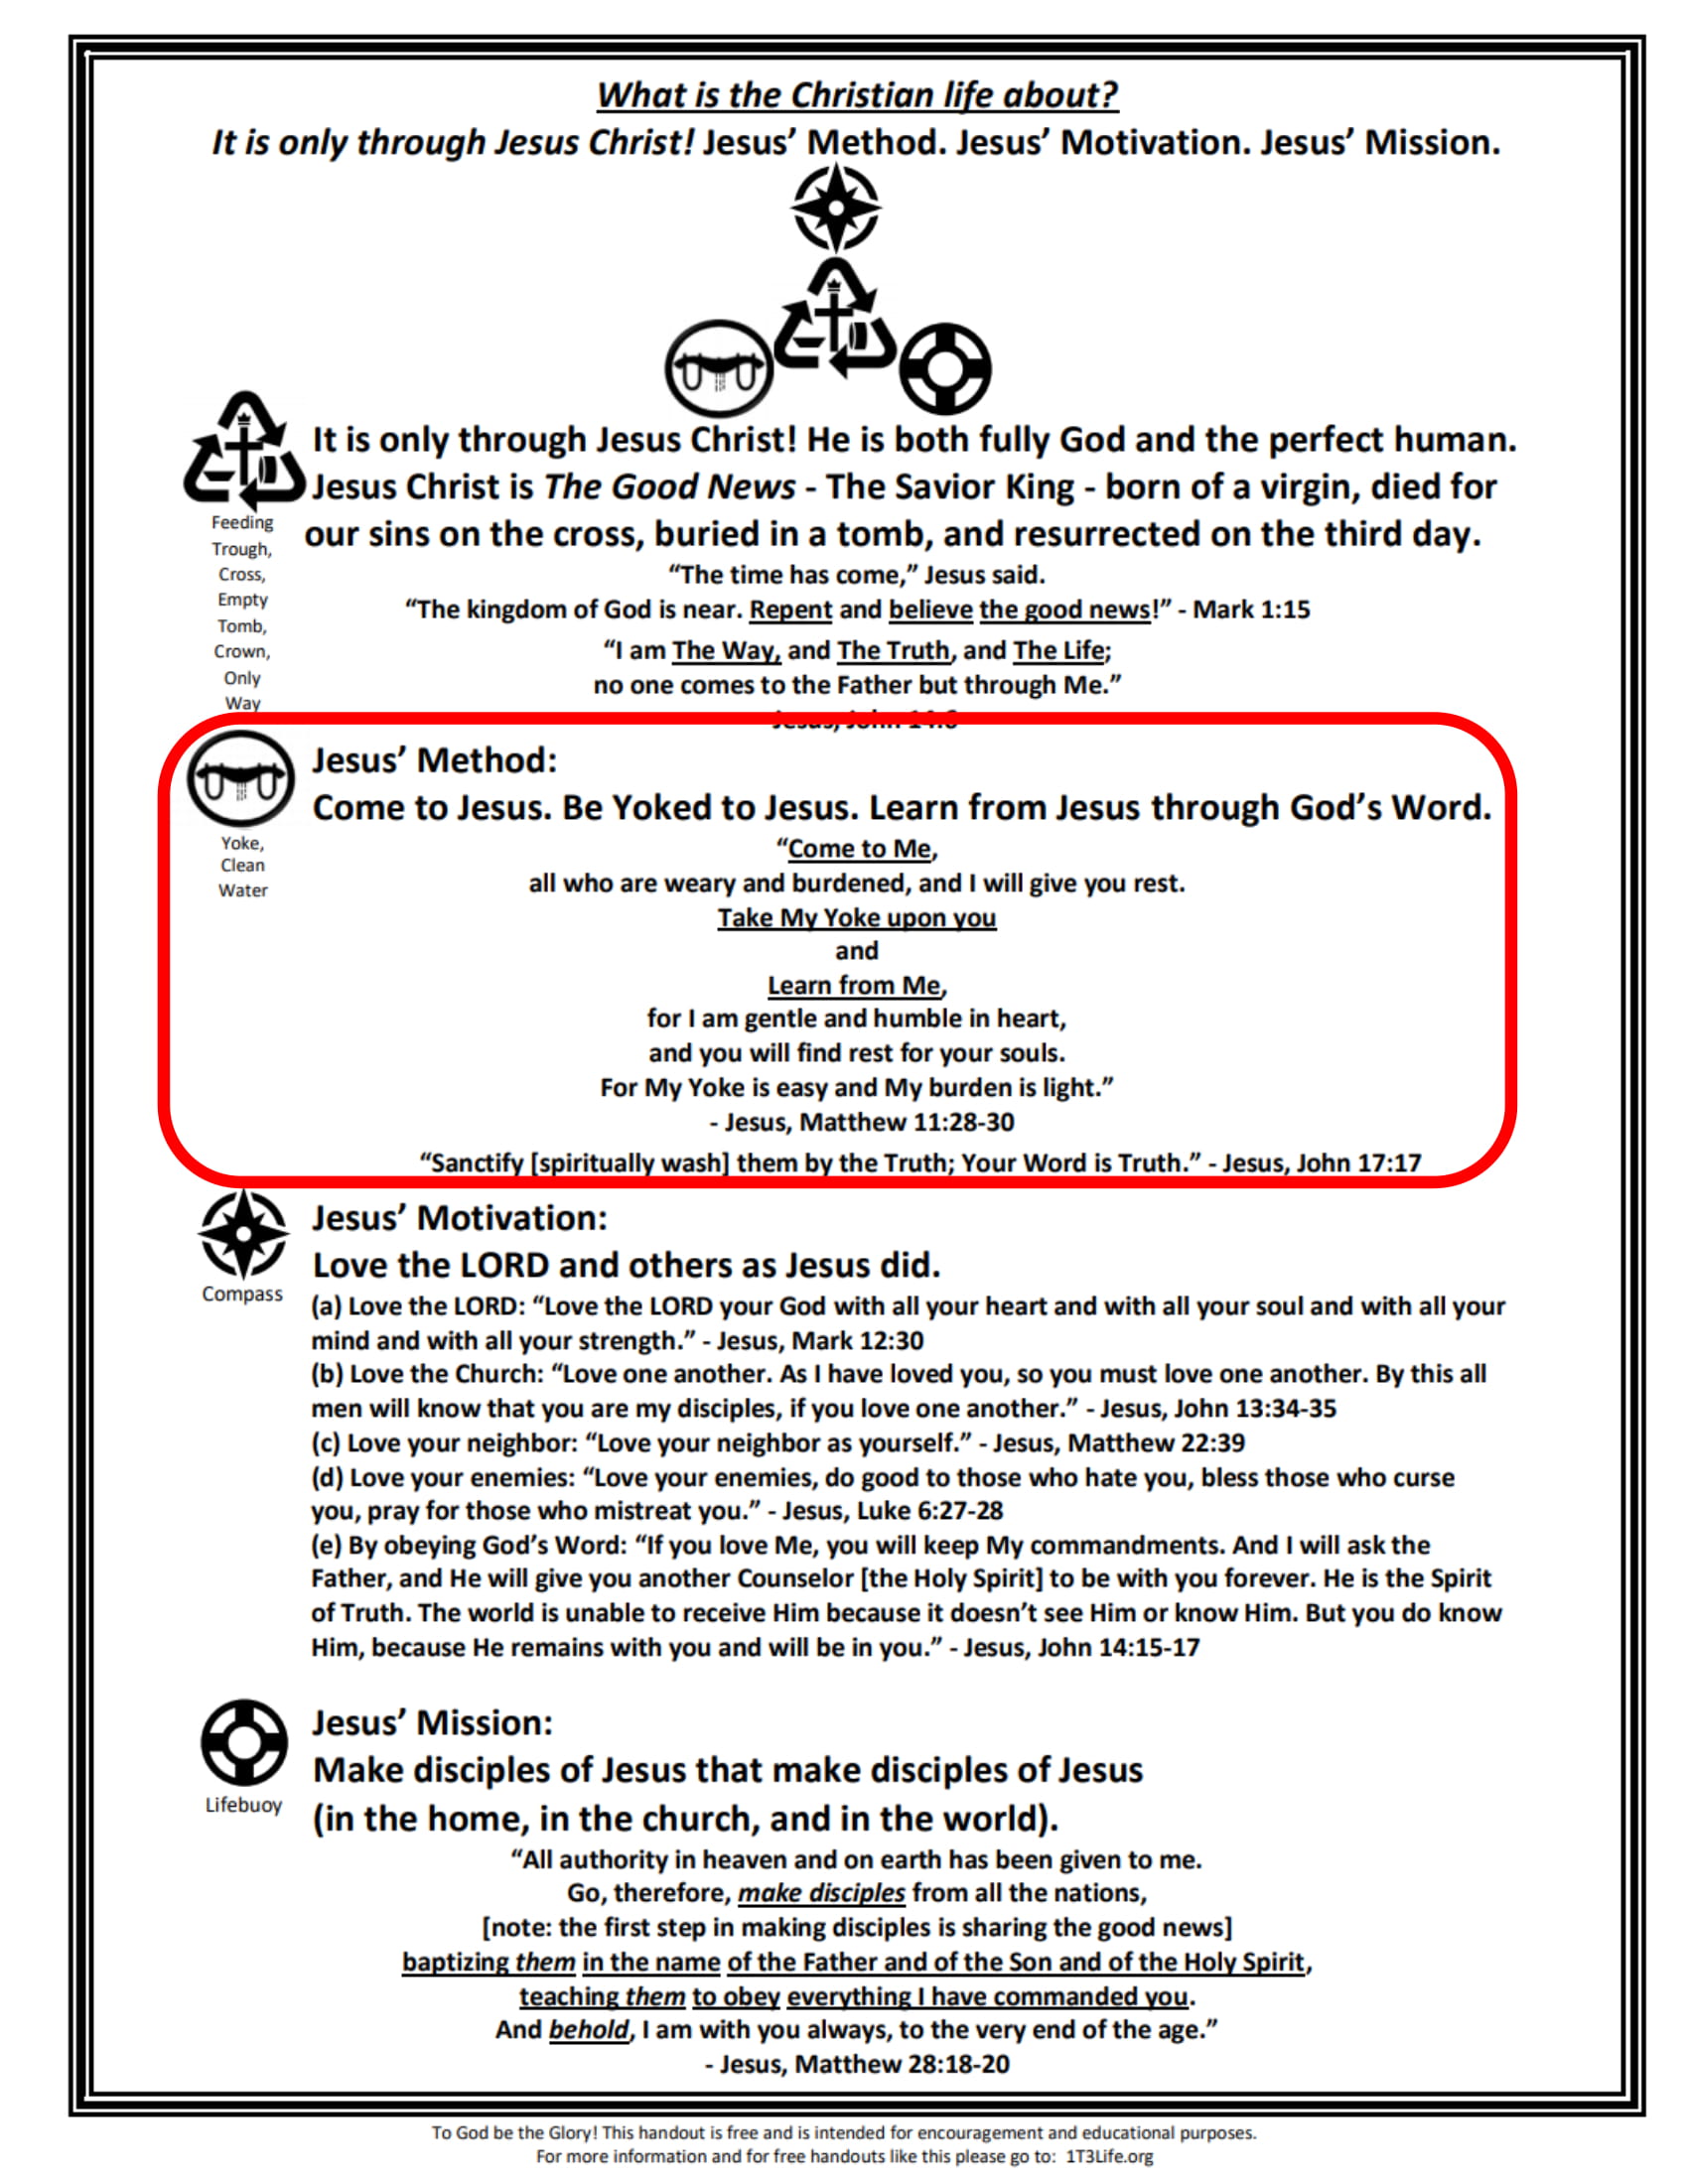 What is the Christian life about?
It is only through Jesus Christ! Jesus’ Method. Jesus’ Motivation. Jesus’ Mission.
It is only through Jesus Christ! He is both fully God and the perfect human.
Jesus Christ is The Good News - The Savior King - born of a virgin, died for
our sins on the cross, buried in a tomb, and resurrected on the third day.
Feeding
Trough,
Cross,
Empty
Tomb,
Crown,
Only
Way
“The time has come,” Jesus said.
“The kingdom of God is near. Repent and believe the good news!” - Mark 1:15
“I am The Way, and The Truth, and The Life;
no one comes to the Father but through Me.”
Jesus, John 14:6
Jesus’ Method:
Come to Jesus. Be Yoked to Jesus. Learn from Jesus through God’s Word.
Yoke,
Clean
Water
“Come to Me,
all who are weary and burdened, and I will give you rest.
Take My Yoke upon you
and
Learn from Me,
for I am gentle and humble in heart,
and you will find rest for your souls.
For My Yoke is easy and My burden is light.”
- Jesus, Matthew 11:28-30
“Sanctify [spiritually wash] them by the Truth; Your Word is Truth.” - Jesus, John 17:17
Jesus’ Motivation:
Love the LORD and others as Jesus did.
Compass
(a) Love the LORD: “Love the LORD your God with all your heart and with all your soul and with all your
mind and with all your strength.” - Jesus, Mark 12:30
(b) Love the Church: “Love one another. As I have loved you, so you must love one another. By this all
men will know that you are my disciples, if you love one another.” - Jesus, John 13:34-35
(c) Love your neighbor: “Love your neighbor as yourself.” - Jesus, Matthew 22:39
(d) Love your enemies: “Love your enemies, do good to those who hate you, bless those who curse
you, pray for those who mistreat you.” - Jesus, Luke 6:27-28
(e) By obeying God’s Word: “If you love Me, you will keep My commandments. And I will ask the
Father, and He will give you another Counselor [the Holy Spirit] to be with you forever. He is the Spirit
of Truth. The world is unable to receive Him because it doesn’t see Him or know Him. But you do know
Him, because He remains with you and will be in you.” - Jesus, John 14:15-17
Jesus’ Mission:
Make disciples of Jesus that make disciples of Jesus
(in the home, in the church, and in the world).
Lifebuoy
“All authority in heaven and on earth has been given to me.
Go, therefore, make disciples from all the nations,
[note: the first step in making disciples is sharing the good news]
baptizing them in the name of the Father and of the Son and of the Holy Spirit,
teaching them to obey everything I have commanded you.
And behold, I am with you always, to the very end of the age.”
- Jesus, Matthew 28:18-20
To God be the Glory! This handout is free and is intended for encouragement and educational purposes.
For more information and for free handouts like this please go to: 1T3Life.org